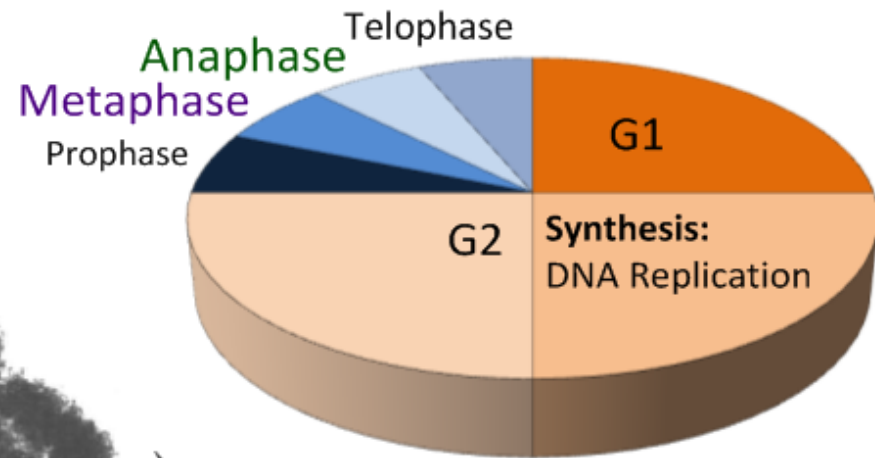 Telophase
Anaphase
Metaphase
Prophase
G1
G2
Synthesis:
DNA Replication